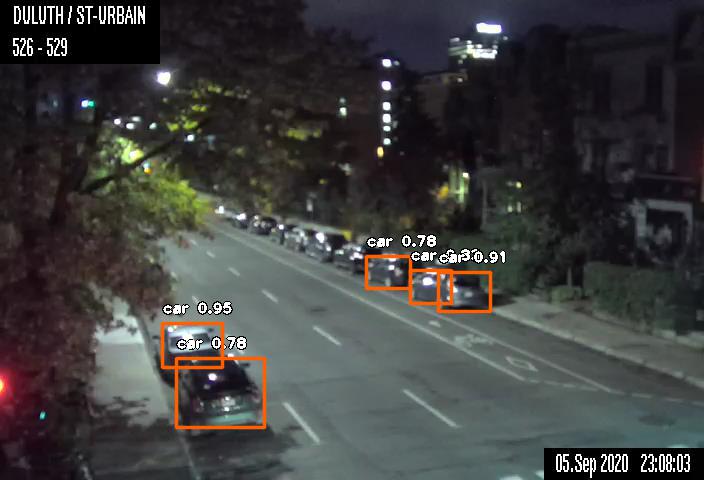 DULUTH / ST-URBAIN
526 - 529
car 0.78
car 0.91
car 0.95
car 0.78
05.Sep 2020 23:08:03